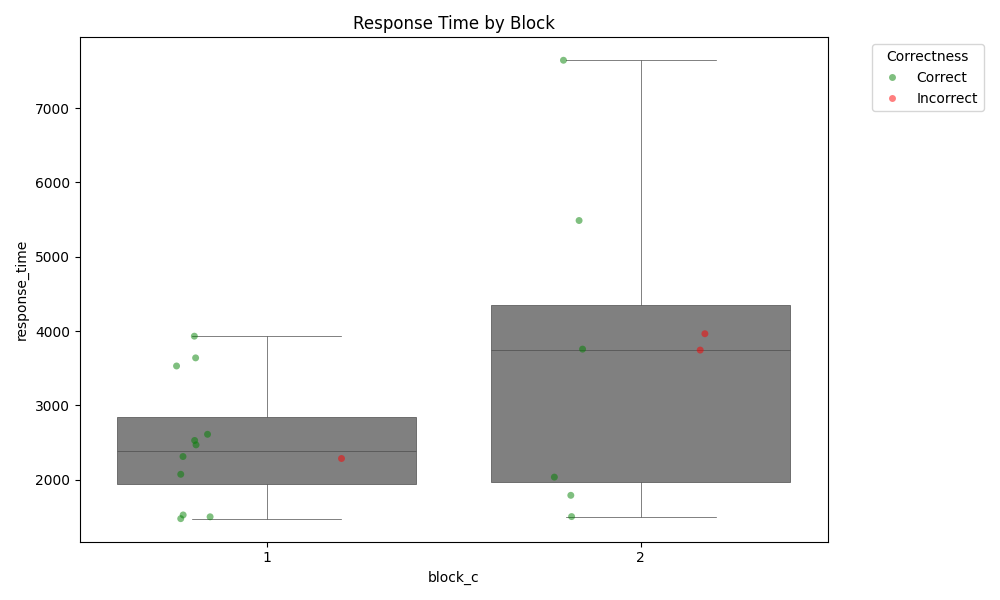 Response Time by Block
Correctness
Correct
Incorrect
7000
6000
5000
4000
3000
2000
response_time
1
2
block_c